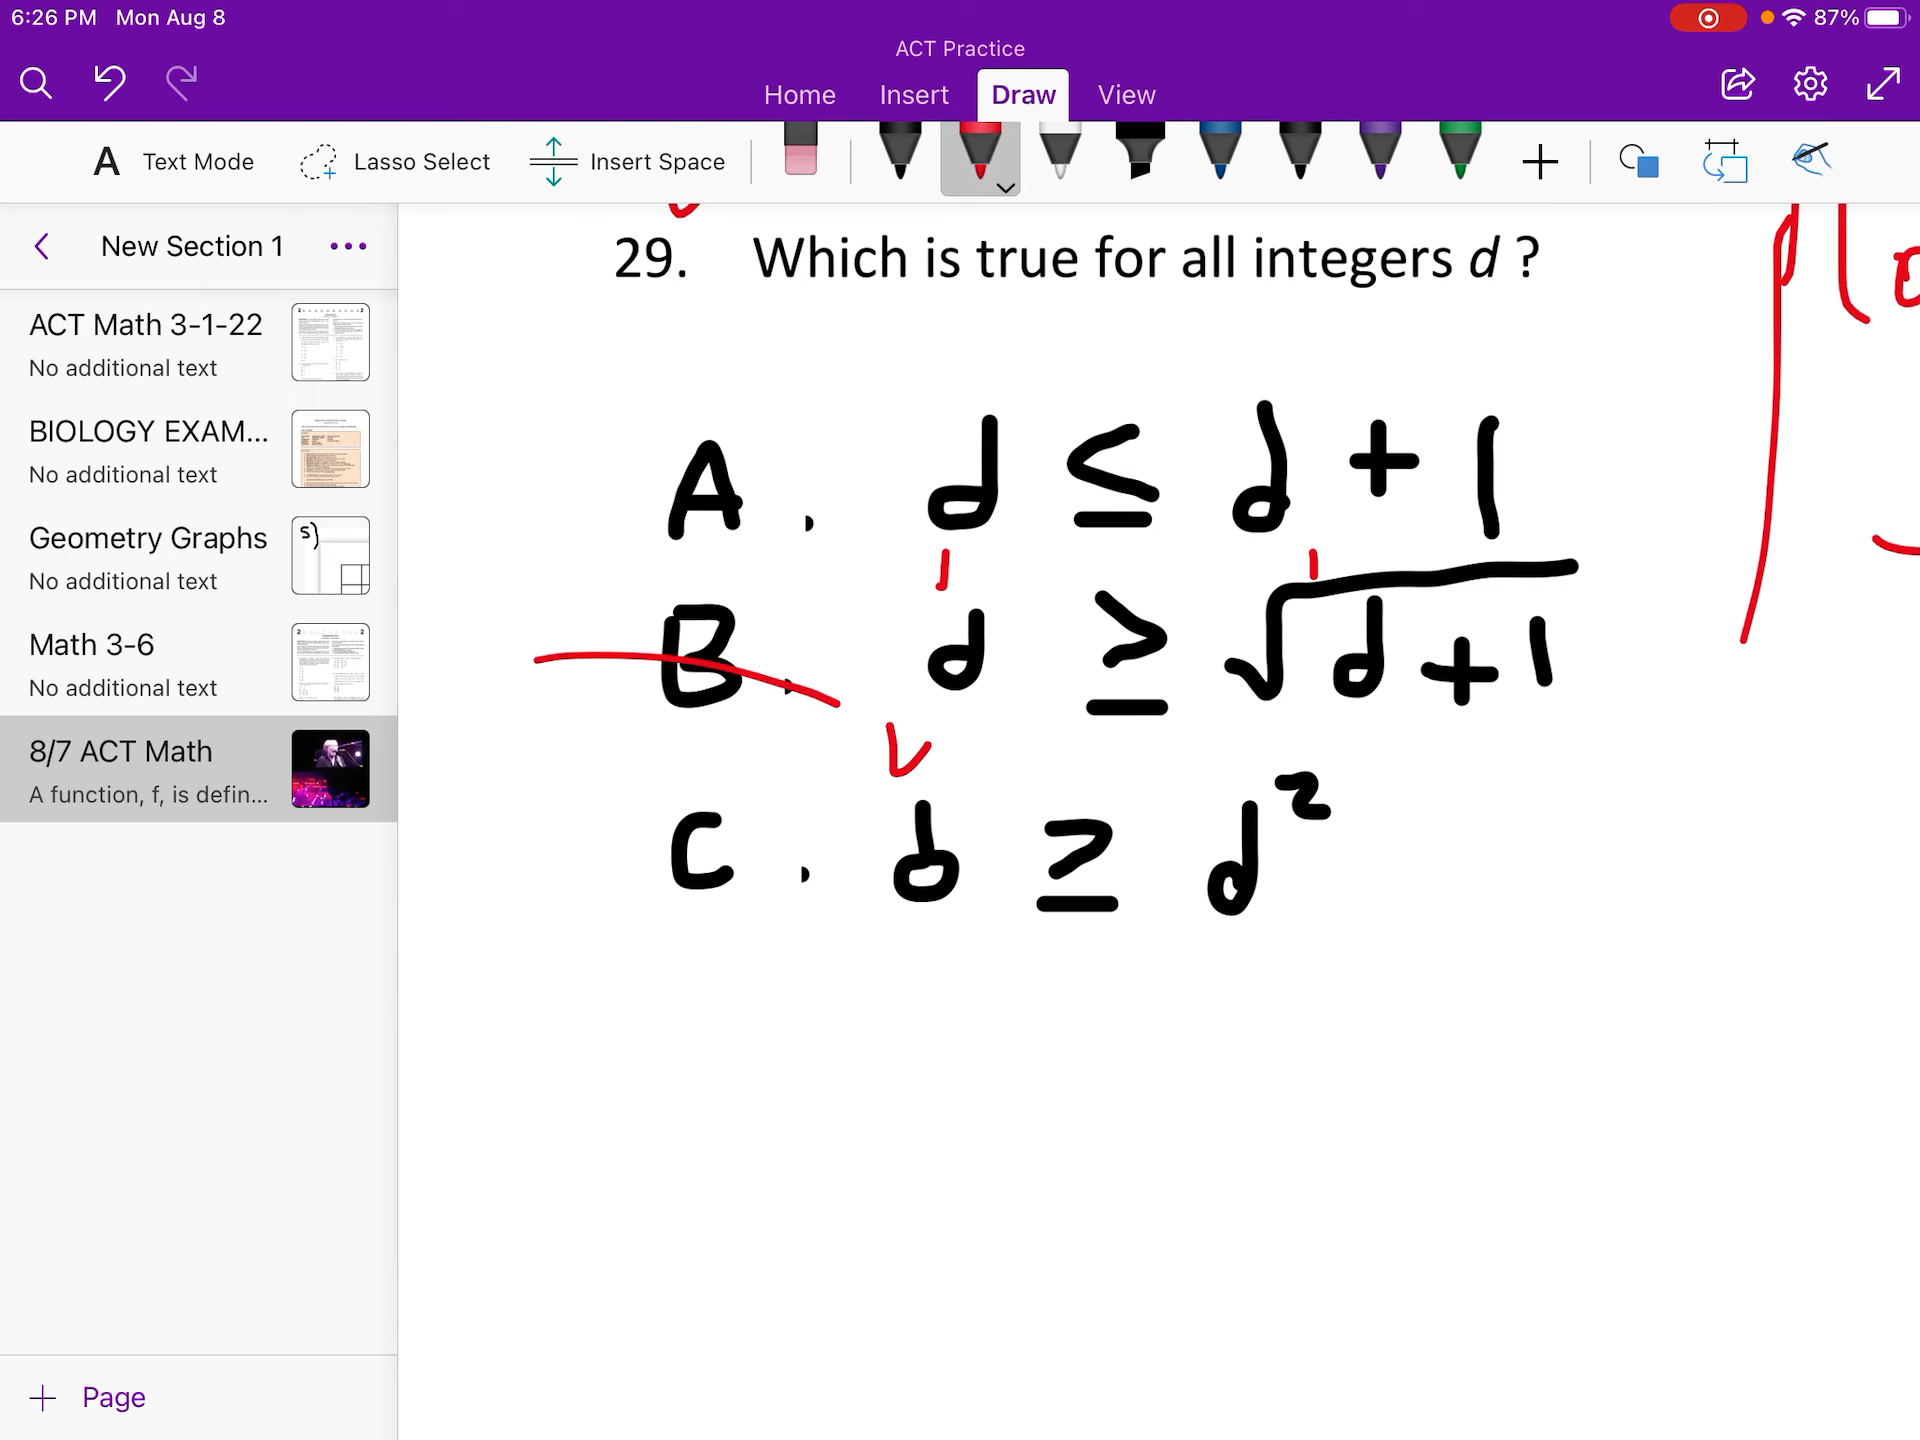 6:26 PM Mon Aug 8
87%
ACT Practice
Home Insert Draw View
A Text Mode Lasso Select Insert Space
New Section 1
ACT Math 3-1-22
No additional text
BIOLOGY EXAM...
No additional text
Geometry Graphs
No additional text
5)
Math 3-6
No additional text
8/7 ACT Math
A function, f, is defin...
Page
29. Which is true for all integers d ?
A. d ≤ d + 1
1 1
B. d ≥ √d+1
C. d ≥ d²